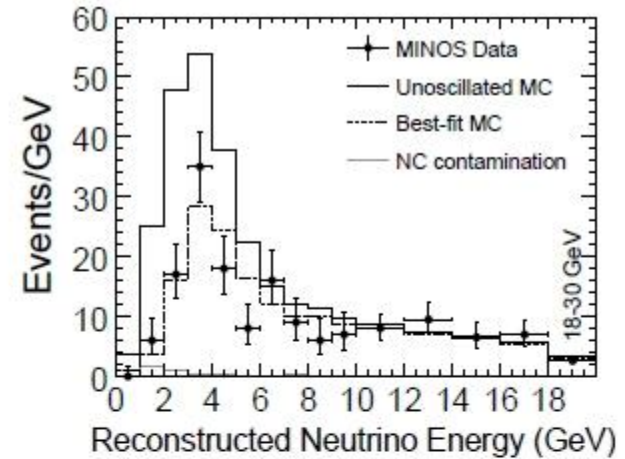 60
50
40
30
20
10
0
Events/GeV
MINOS Data
Unoscillated MC
Best-fit MC
NC contamination
18-30 GeV
0 2 4 6 8 10 12 14 16 18
Reconstructed Neutrino Energy (GeV)